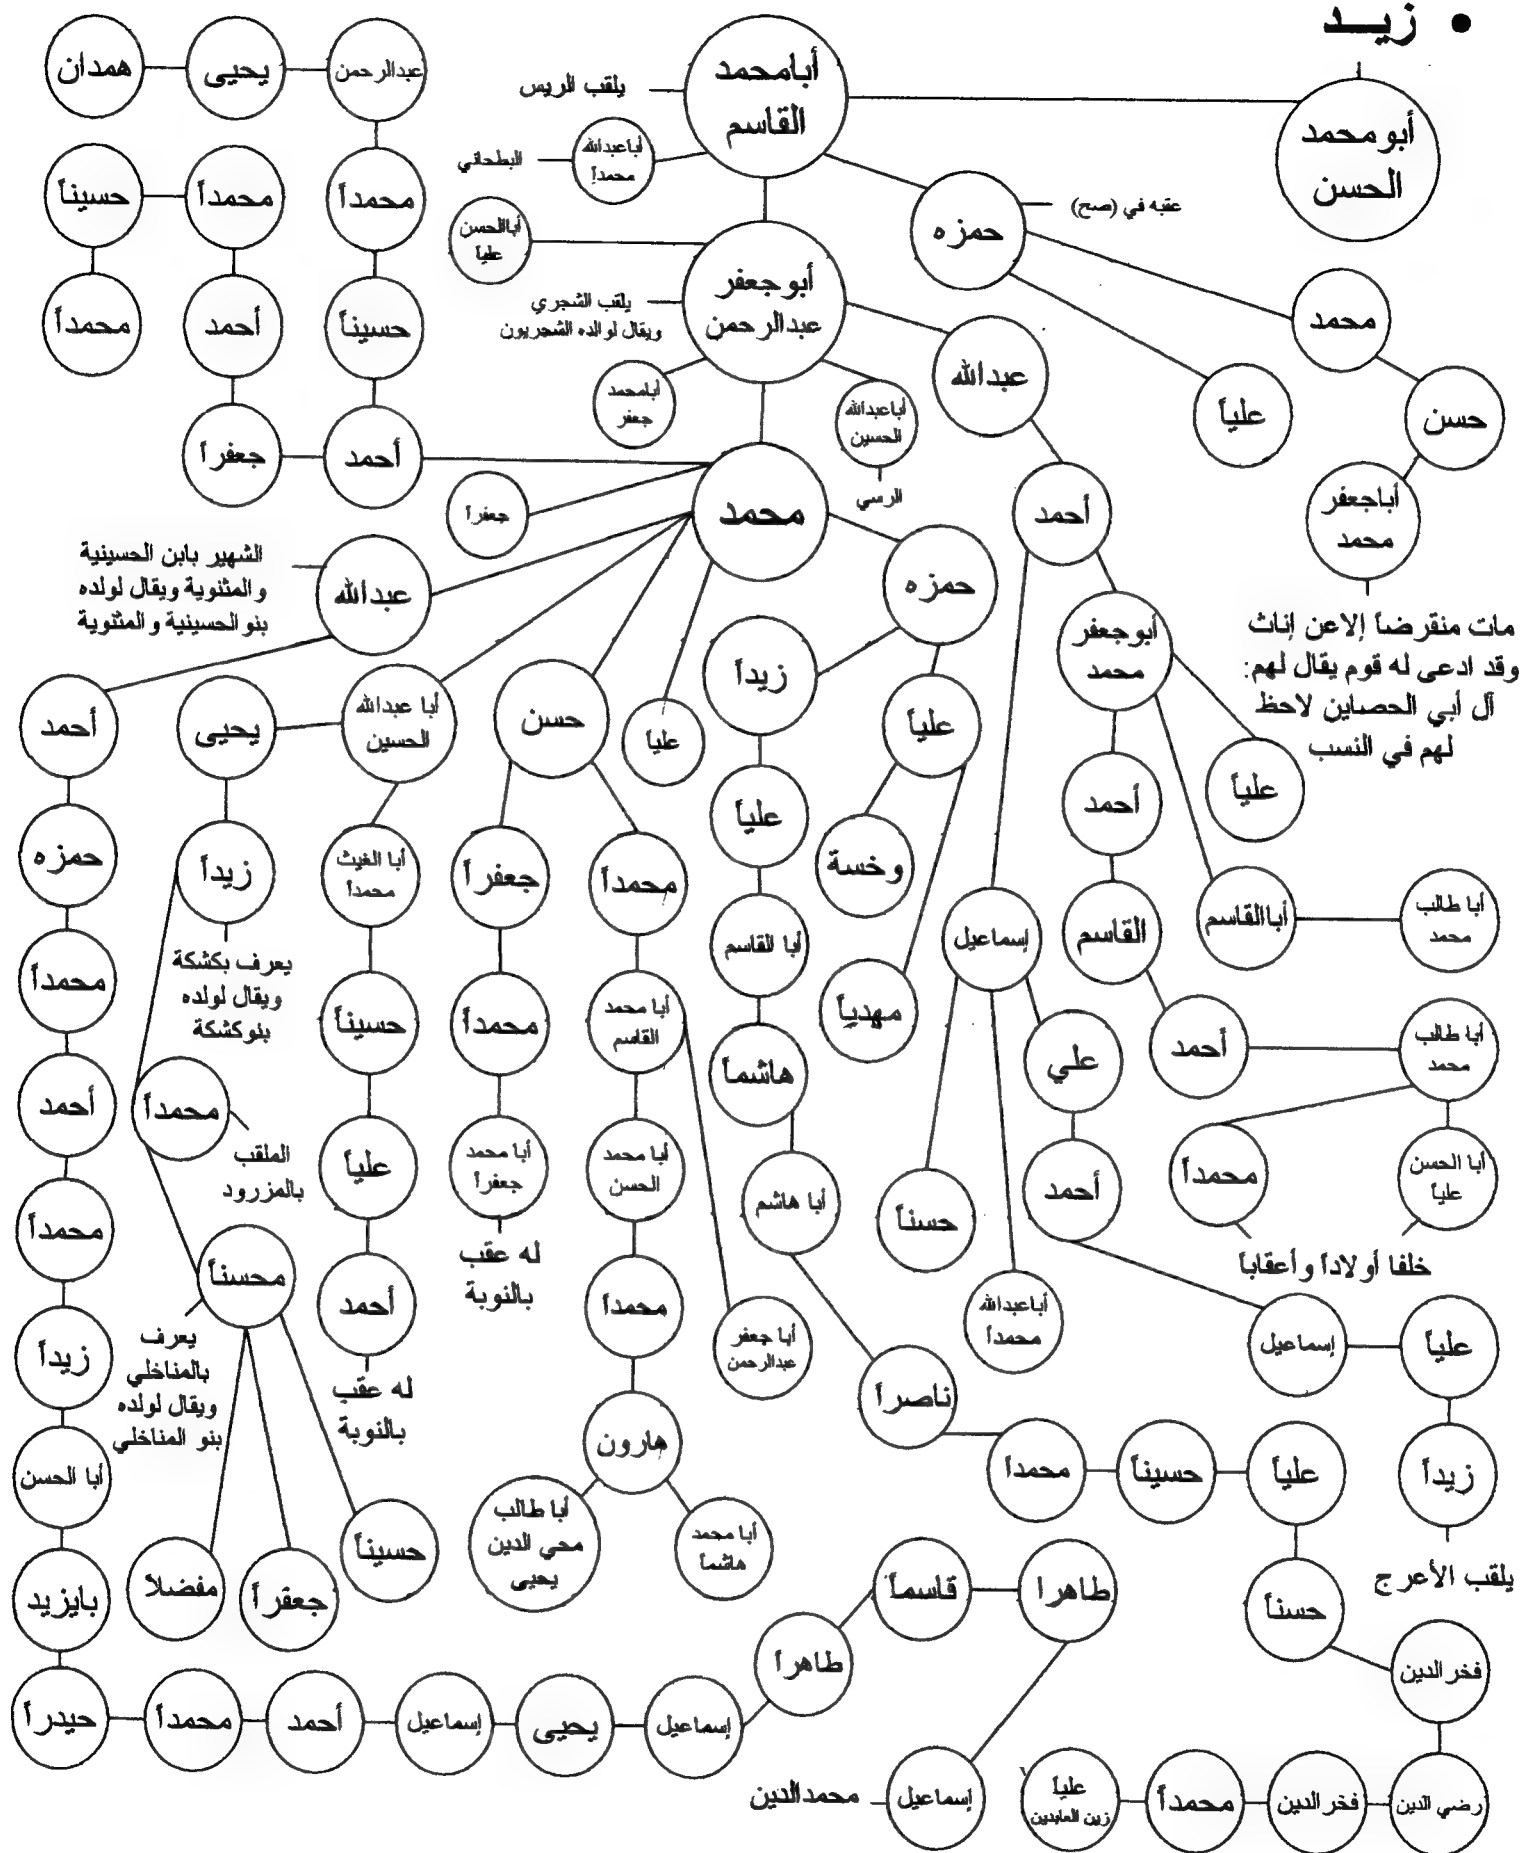 • زيـــد
أبو محمد
الحسن
أبامحمد
القاسم
يلقب الريس
أباعبدالله
محمداً
البطحاني
حمزه
عقبه في (صح)
محمد
علياً
حسن
أباجعفر
محمد
مات منقرضاً إلاعن إناث
وقد ادعى له قوم يقال لهم:
آل أبي الحصاين لاحظ
لهم في النسب
أبو جعفر
عبدالرحمن
أباالحسن
علياً
يلقب الشجري
ويقال لوالده الشجريون
أبامحمد
جعفر
أباعبدالله
الحسين
الرسي
عبدالله
أحمد
أبوجعفر
محمد
علياً
أباالقاسم
أبا طالب
محمد
أحمد
القاسم
أحمد
أبا طالب
محمد
محمداً
أبا الحسن
علياً
خلفا أولاداً وأعقاباً
إسماعيل
حسناً
أباعبدالله
محمداً
علي
أحمد
إسماعيل
علياً
زيداً
يلقب الأعرج
محمد
أحمد
جعفراً
أحمد
محمداً
حسيناً
محمداً
حسيناً
محمداً
عبدالرحمن
يحيى
همدان
جعفراً
حمزه
علياً
وخسة
مهدياً
زيداً
علياً
أبا القاسم
هاشماً
أبا هاشم
ناصراً
محمداً
حسيناً
علياً
حسناً
فخرالدين
رضي الدين
فخرالدين
محمداً
علياً
زين العابدين
علياً
حسن
محمداً
أبا محمد
القاسم
أبا جعفر
عبدالرحمن
أبا محمد
الحسن
محمداً
هارون
أبا محمد
هاشماً
أبا طالب
محي الدين
يحيى
جعفراً
محمداً
أبا محمد
جعفراً
له عقب
بالنوبة
أبا عبدالله
الحسين
أبا الغيث
محمداً
حسيناً
علياً
أحمد
له عقب
بالنوبة
يحيى
زيداً
يعرف بكشكة
ويقال لولده
بنوكشكة
محمداً
الملقب
بالمزرود
محسناً
يعرف
بالمناخلي
ويقال لولده
بنو المناخلي
حسيناً
جعقراً
مفضلاً
عبدالله
الشهير بابن الحسينية
والمثنوية ويقال لولده
بنو الحسينية والمثنوية
أحمد
حمزه
محمداً
أحمد
محمداً
زيداً
أبا الحسن
بايزيد
حيدراً
محمداً
أحمد
إسماعيل
يحيى
إسماعيل
طاهراً
قاسماً
طاهرا
إسماعيل
محمدالدين